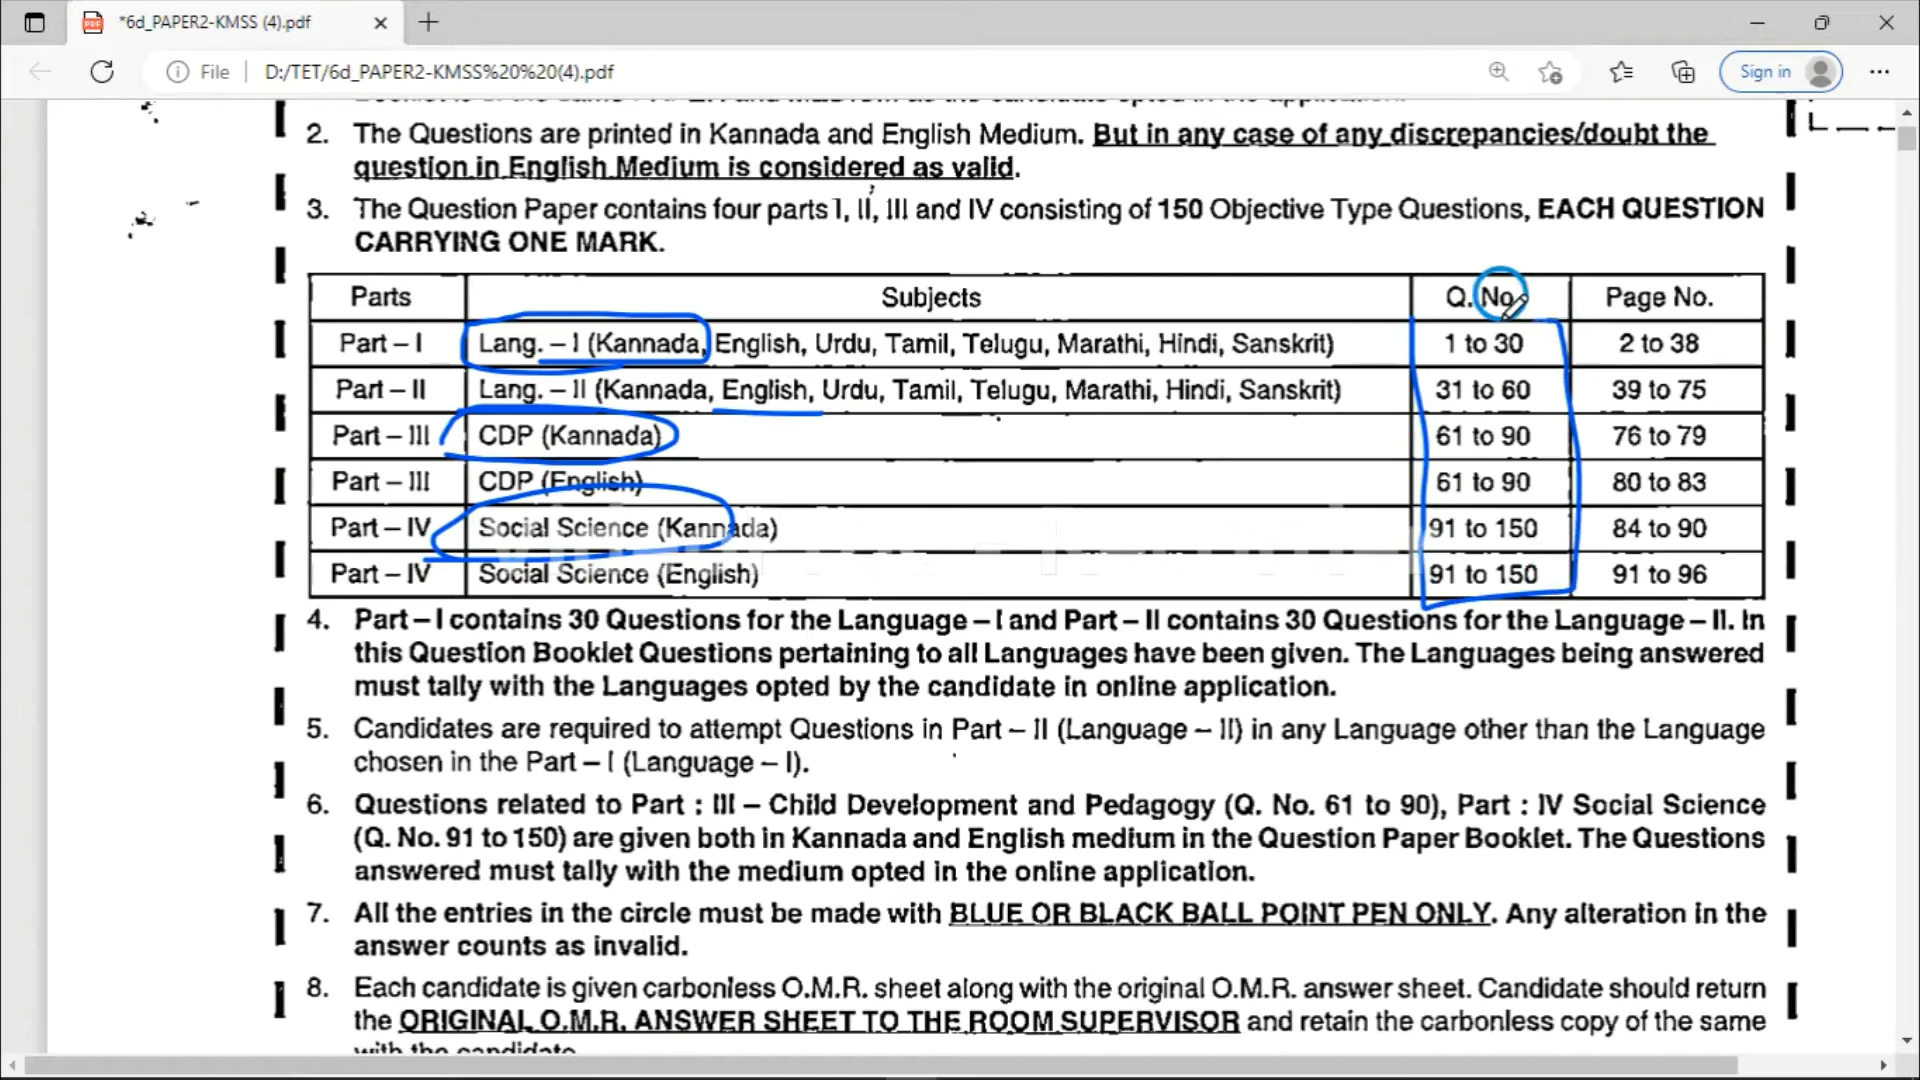 *6d_PAPER2-KMSS (4).pdf
File D:/TET/6d_PAPER2-KMSS%20%20(4).pdf
Sign in
2. The Questions are printed in Kannada and English Medium. But in any case of any discrepancies/doubt the
question in English Medium is considered as valid.
3. The Question Paper contains four parts I, II, III and IV consisting of 150 Objective Type Questions, EACH QUESTION
CARRYING ONE MARK.
Parts Subjects Q. No. Page No.
Part – I Lang. – I (Kannada, English, Urdu, Tamil, Telugu, Marathi, Hindi, Sanskrit) 1 to 30 2 to 38
Part – II Lang. – II (Kannada, English, Urdu, Tamil, Telugu, Marathi, Hindi, Sanskrit) 31 to 60 39 to 75
Part – III CDP (Kannada) 61 to 90 76 to 79
Part – III CDP (English) 61 to 90 80 to 83
Part – IV Social Science (Kannada) 91 to 150 84 to 90
Part – IV Social Science (English) 91 to 150 91 to 96
4. Part – I contains 30 Questions for the Language – I and Part – II contains 30 Questions for the Language – II. In
this Question Booklet Questions pertaining to all Languages have been given. The Languages being answered
must tally with the Languages opted by the candidate in online application.
5. Candidates are required to attempt Questions in Part – II (Language – II) in any Language other than the Language
chosen in the Part – I (Language – I).
6. Questions related to Part : III – Child Development and Pedagogy (Q. No. 61 to 90), Part : IV Social Science
(Q. No. 91 to 150) are given both in Kannada and English medium in the Question Paper Booklet. The Questions
answered must tally with the medium opted in the online application.
7. All the entries in the circle must be made with BLUE OR BLACK BALL POINT PEN ONLY. Any alteration in the
answer counts as invalid.
8. Each candidate is given carbonless O.M.R. sheet along with the original O.M.R. answer sheet. Candidate should return
the ORIGINAL O.M.R. ANSWER SHEET TO THE ROOM SUPERVISOR and retain the carbonless copy of the same
with the candidate.